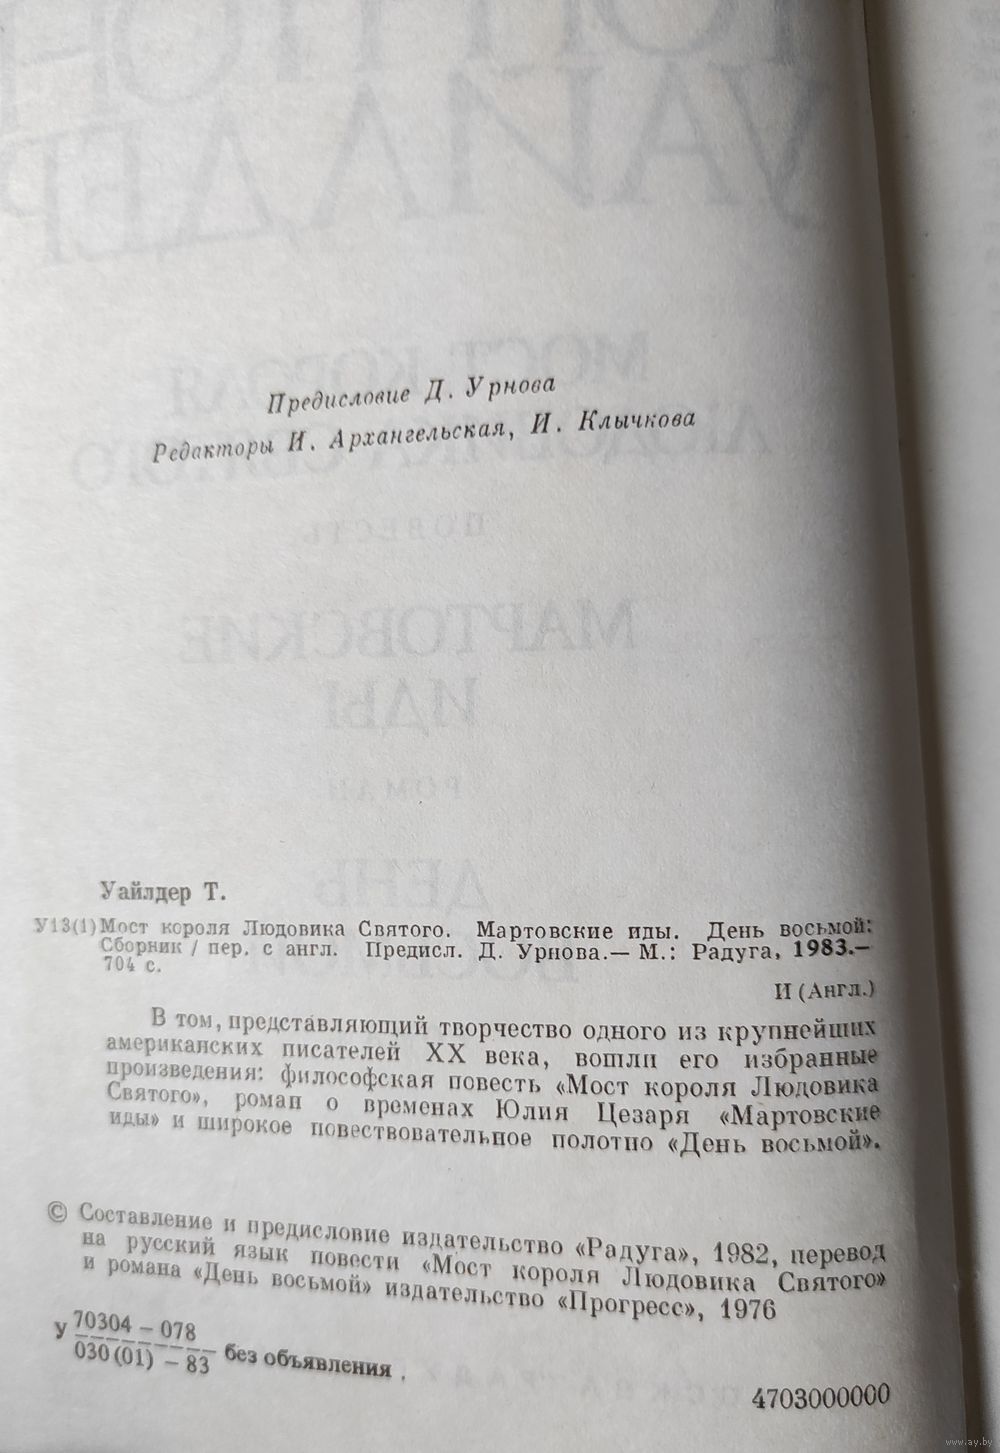 Предисловие Д. Урнова
Редакторы И. Архангельская, И. Клычкова
Уайлдер Т.
У13(1) Мост короля Людовика Святого. Мартовские иды. День восьмой:
Сборник / пер. с англ. Предисл. Д. Урнова.— М.: Радуга, 1983.—
704 с.
И (Англ.)
В том, представляющий творчество одного из крупнейших
американских писателей XX века, вошли его избранные
произведения: философская повесть «Мост короля Людовика
Святого», роман о временах Юлия Цезаря «Мартовские
иды» и широкое повествовательное полотно «День восьмой».
© Составление и предисловие издательство «Радуга», 1982, перевод
на русский язык повести «Мост короля Людовика Святого»
и романа «День восьмой» издательство «Прогресс», 1976
у 70304 – 078
030(01) – 83 без объявления.
4703000000
www.ay.by